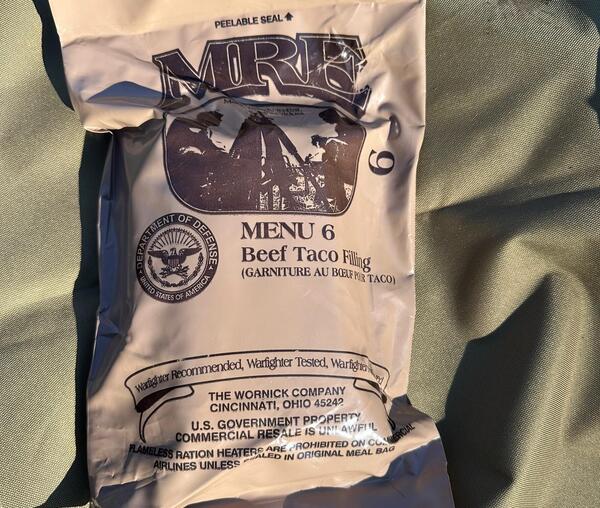 PEELABLE SEAL
MRE
6
MENU 6
Beef Taco Filling
(GARNITURE AU BŒUF POUR TACO)
DEPARTMENT OF DEFENSE
UNITED STATES OF AMERICA
Warfighter Recommended, Warfighter Tested, Warfighter
THE WORNICK COMPANY
CINCINNATI, OHIO 45242
U.S. GOVERNMENT PROPERTY
COMMERCIAL RESALE IS UNLAWFUL
FLAMELESS RATION HEATERS ARE PROHIBITED ON COMMERCIAL
AIRLINES UNLESS SEALED IN ORIGINAL MEAL BAG